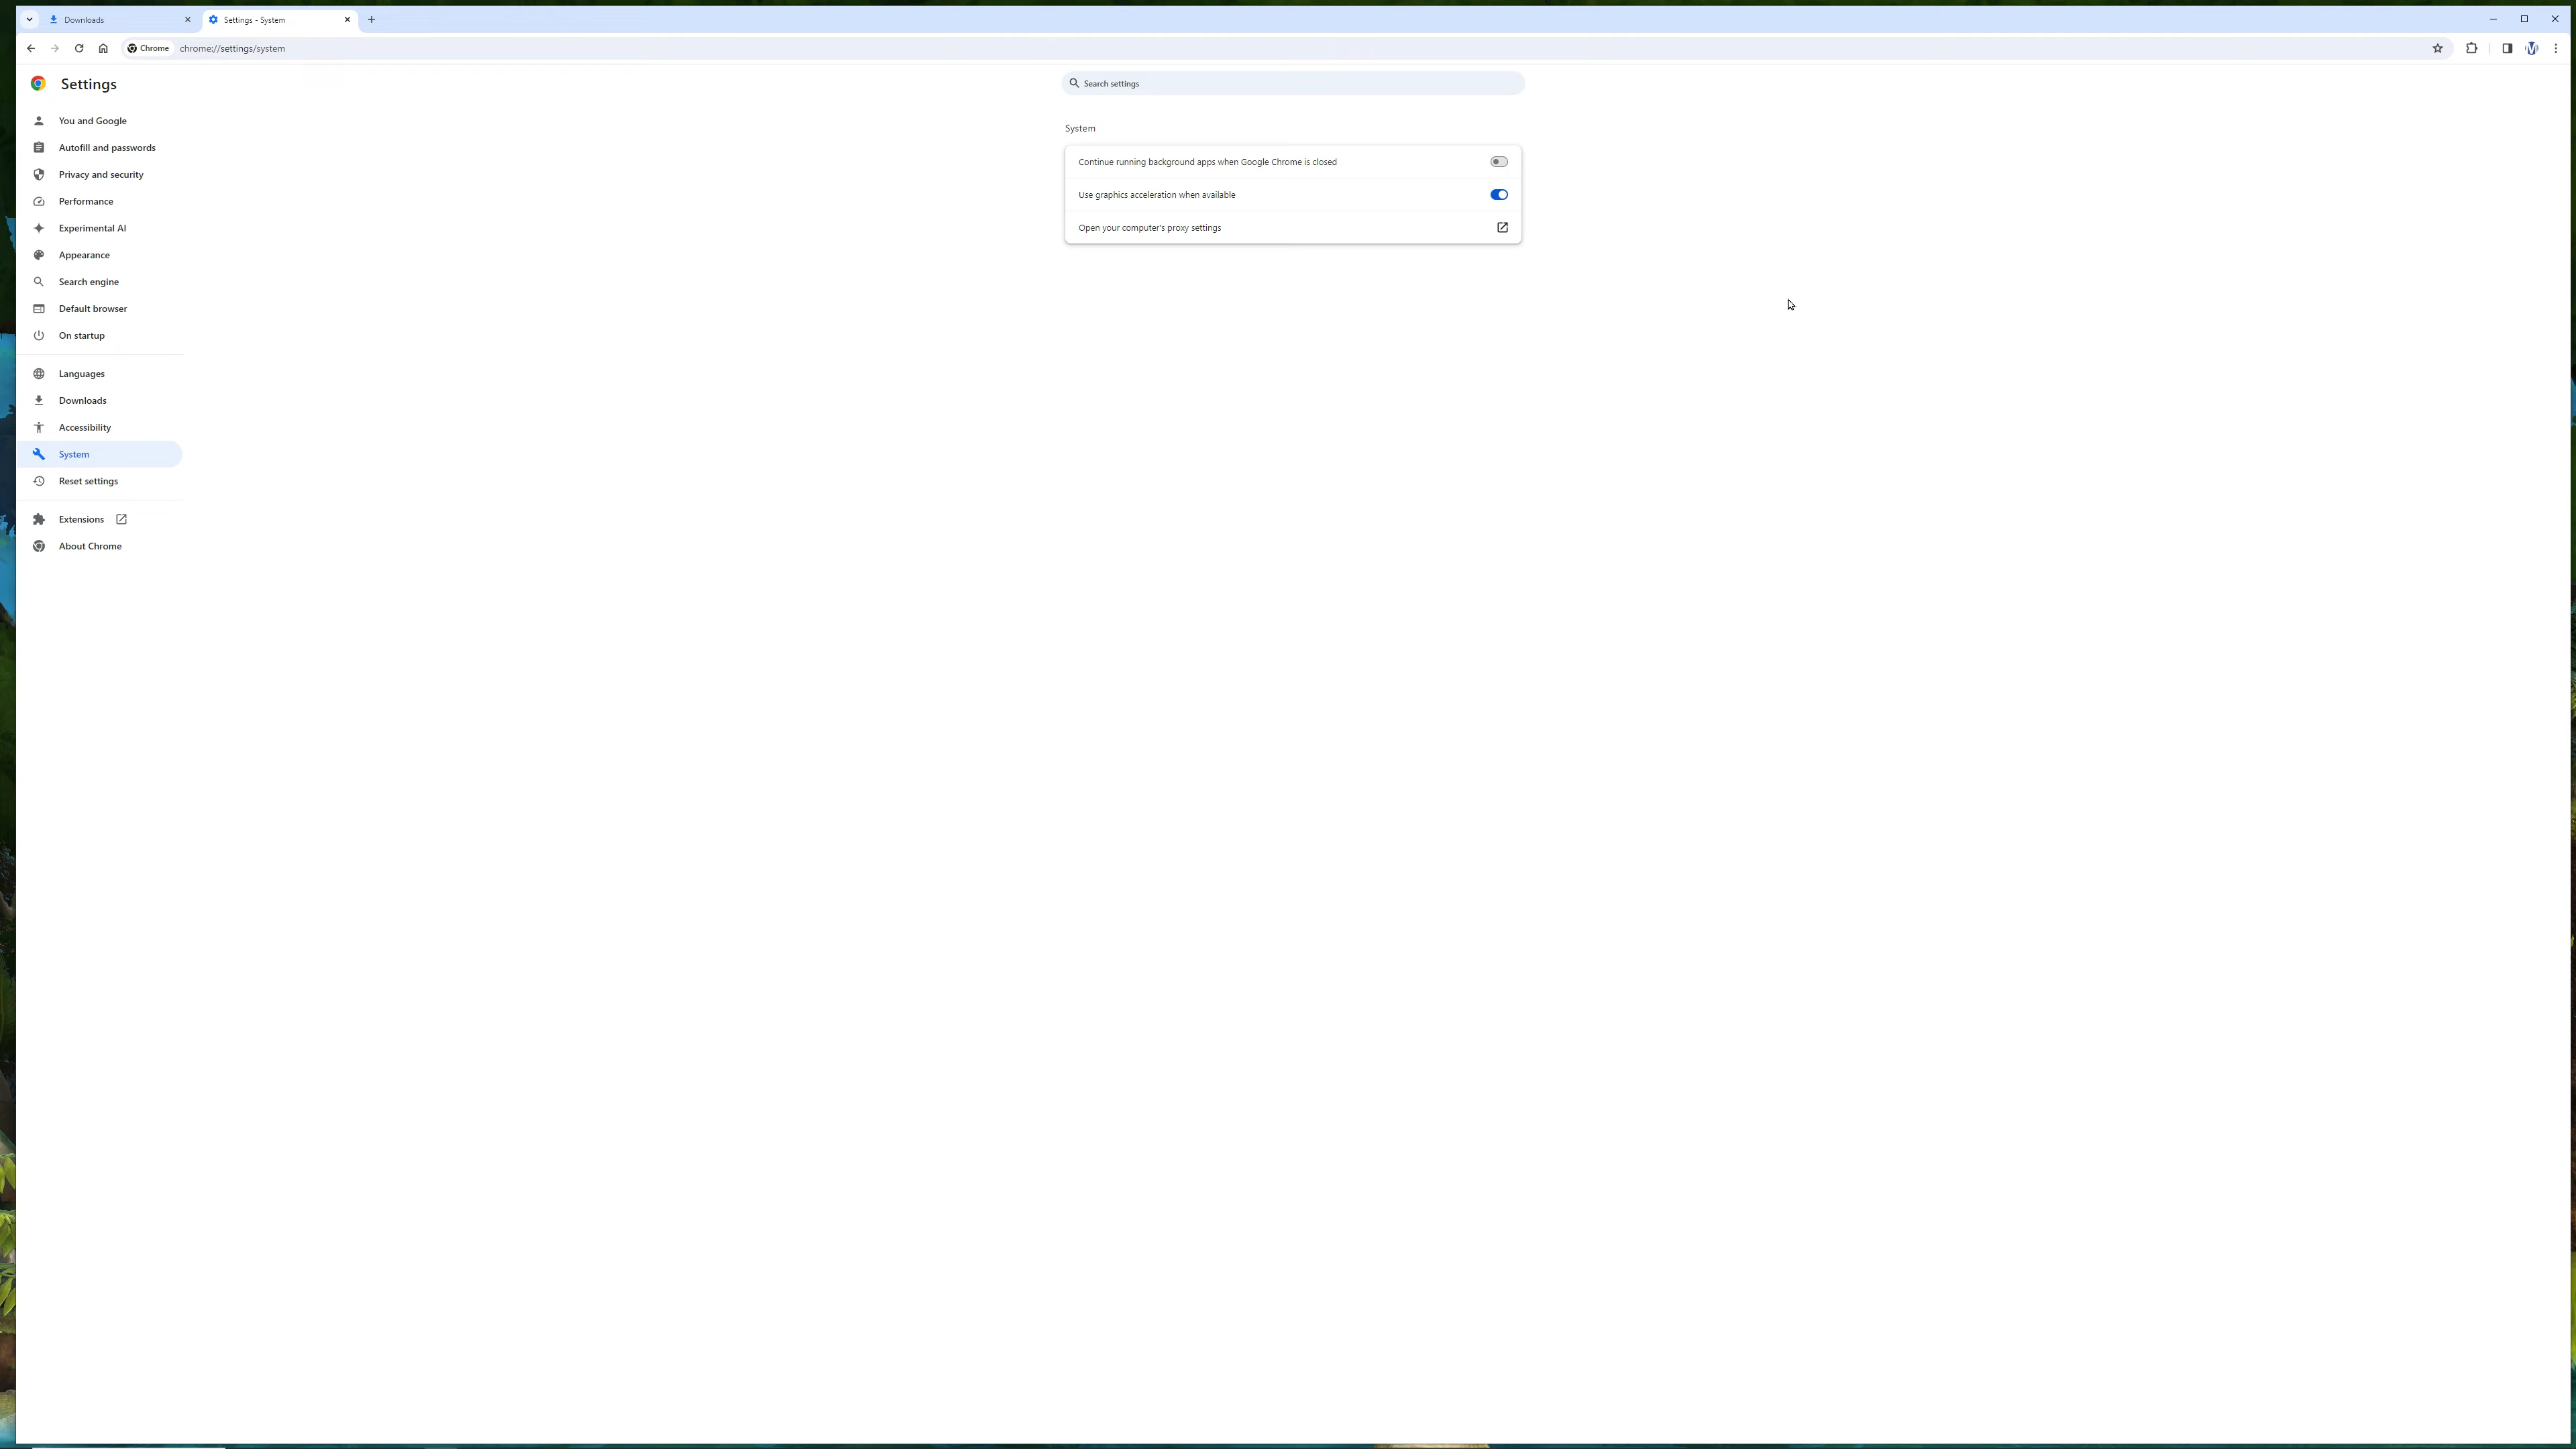 Downloads
Settings - System
Chrome
chrome://settings/system
Settings
Search settings
You and Google
Autofill and passwords
Privacy and security
Performance
Experimental AI
Appearance
Search engine
Default browser
On startup
Languages
Downloads
Accessibility
System
Reset settings
Extensions
About Chrome
System
Continue running background apps when Google Chrome is closed
Use graphics acceleration when available
Open your computer's proxy settings